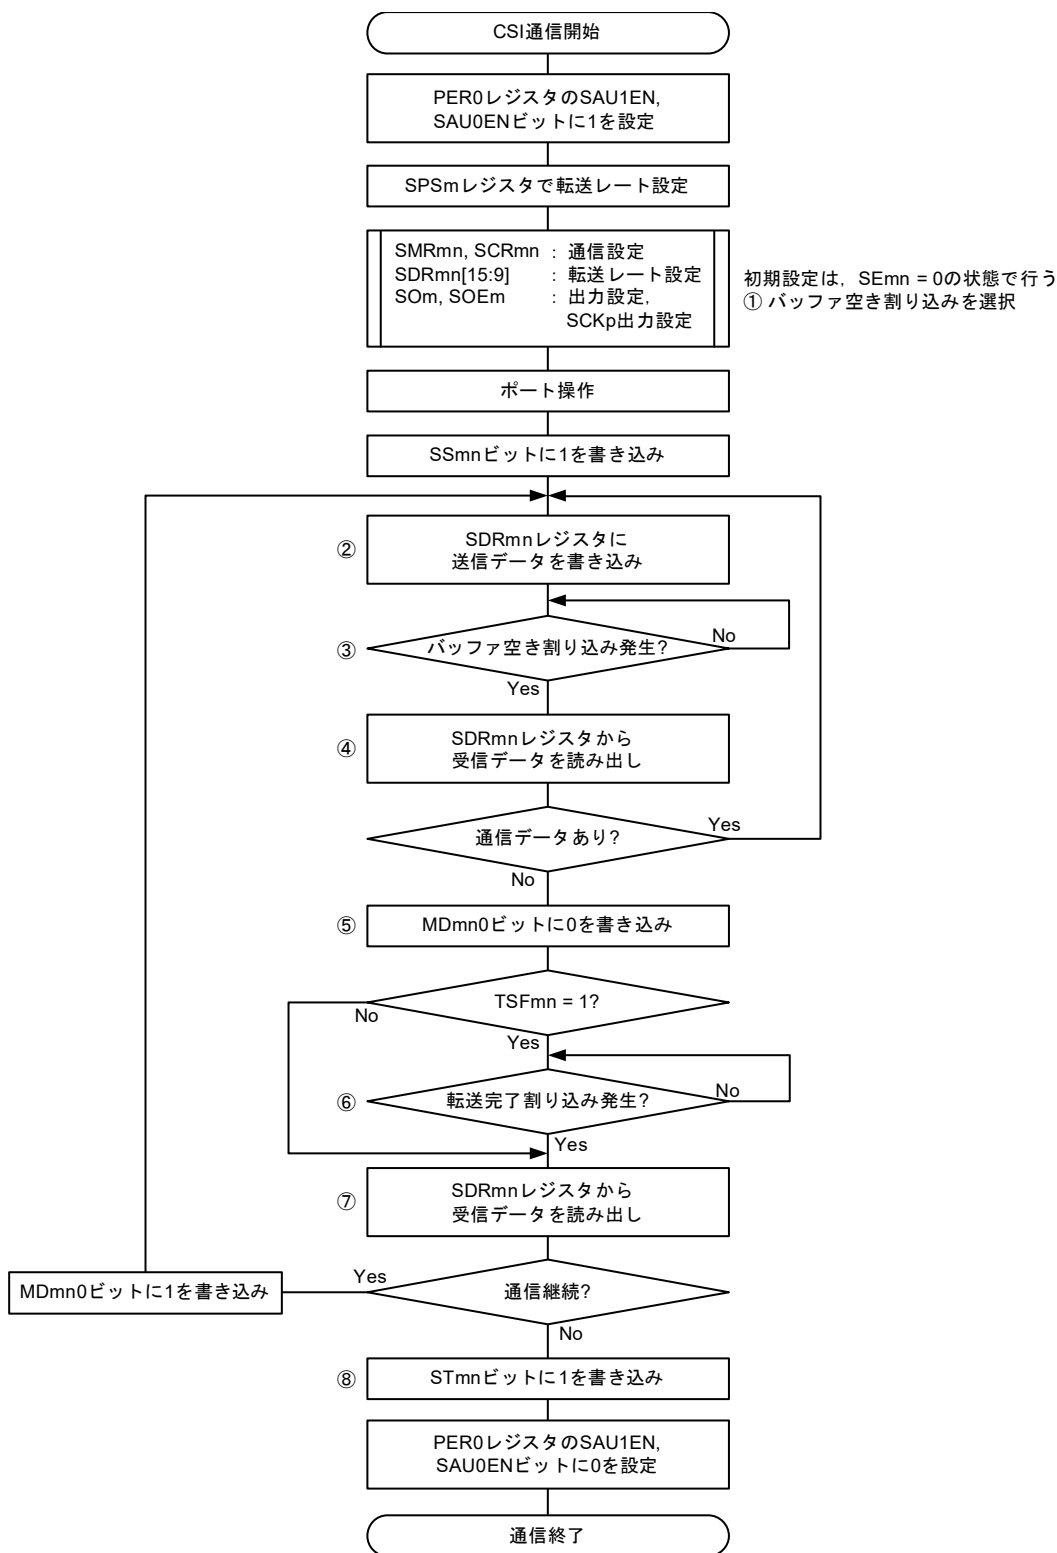 CSI通信開始
PER0レジスタのSAU1EN,
SAU0ENビットに1を設定
SPSmレジスタで転送レート設定
SMRmn, SCRmn : 通信設定
SDRmn[15:9] : 転送レート設定
SOm, SOEm : 出力設定,
SCKp出力設定
初期設定は, SEmn = 0の状態で行う
① バッファ空き割り込みを選択
ポート操作
SSmnビットに1を書き込み
②
SDRmnレジスタに
送信データを書き込み
③
バッファ空き割り込み発生?
No
Yes
④
SDRmnレジスタから
受信データを読み出し
通信データあり?
Yes
No
⑤
MDmn0ビットに0を書き込み
TSFmn = 1?
No
Yes
⑥
転送完了割り込み発生?
No
Yes
⑦
SDRmnレジスタから
受信データを読み出し
MDmn0ビットに1を書き込み
Yes
通信継続?
No
⑧
STmnビットに1を書き込み
PER0レジスタのSAU1EN,
SAU0ENビットに0を設定
通信終了